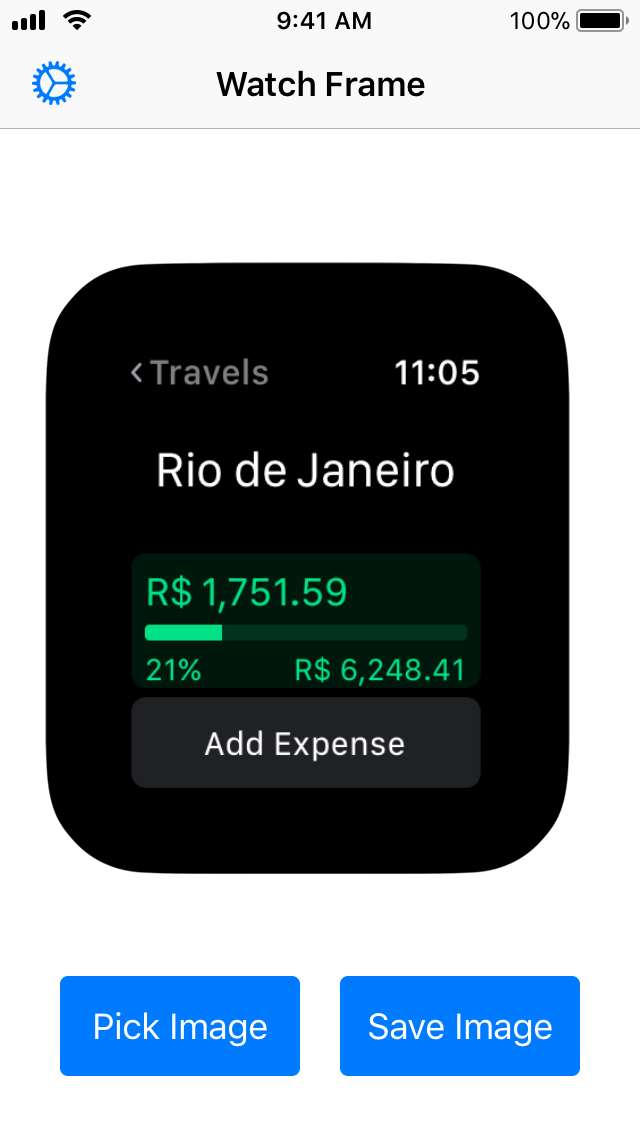 9:41 AM 100%
Watch Frame
Travels 11:05
Rio de Janeiro
R$ 1,751.59
21% R$ 6,248.41
Add Expense
Pick Image Save Image